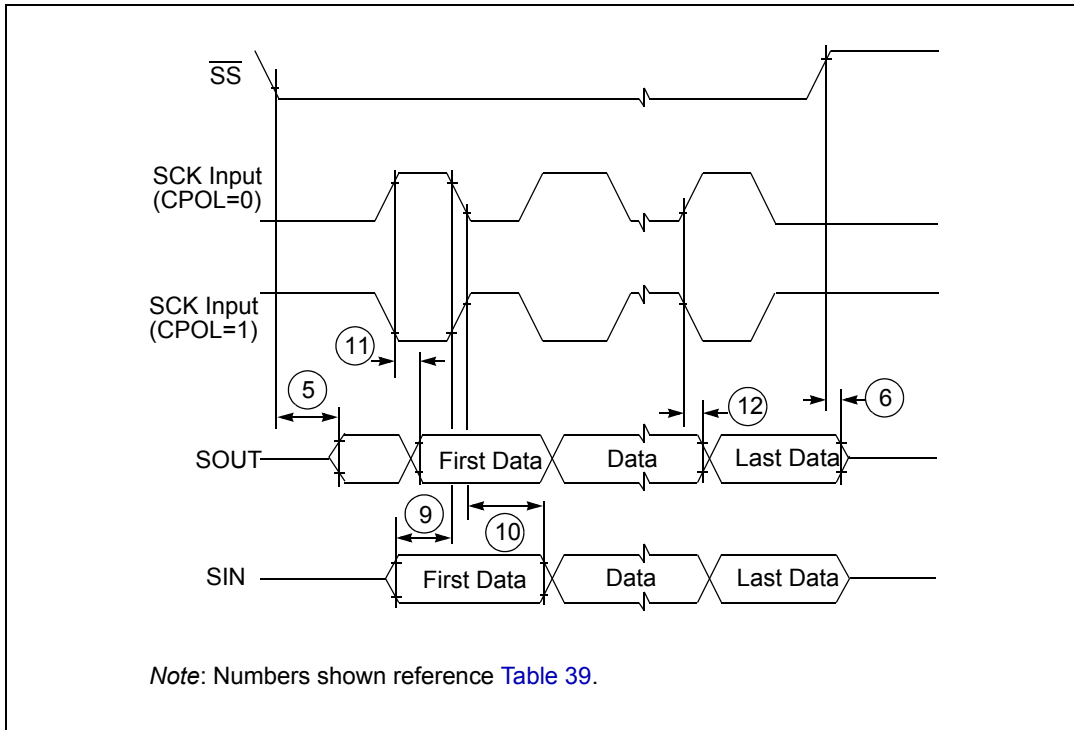 SS
SCK Input
(CPOL=0)
SCK Input
(CPOL=1)
11
5
12
6
SOUT
First Data
Data
Last Data
9
10
SIN
First Data
Data
Last Data
Note: Numbers shown reference Table 39.